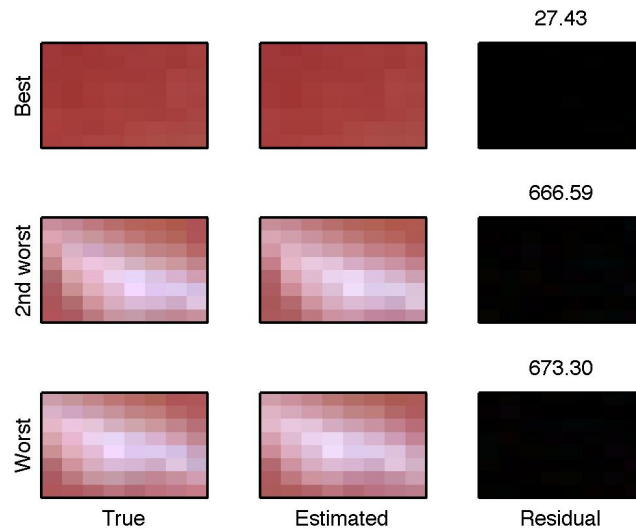 27.43
Best
666.59
2nd worst
673.30
Worst
True Estimated Residual